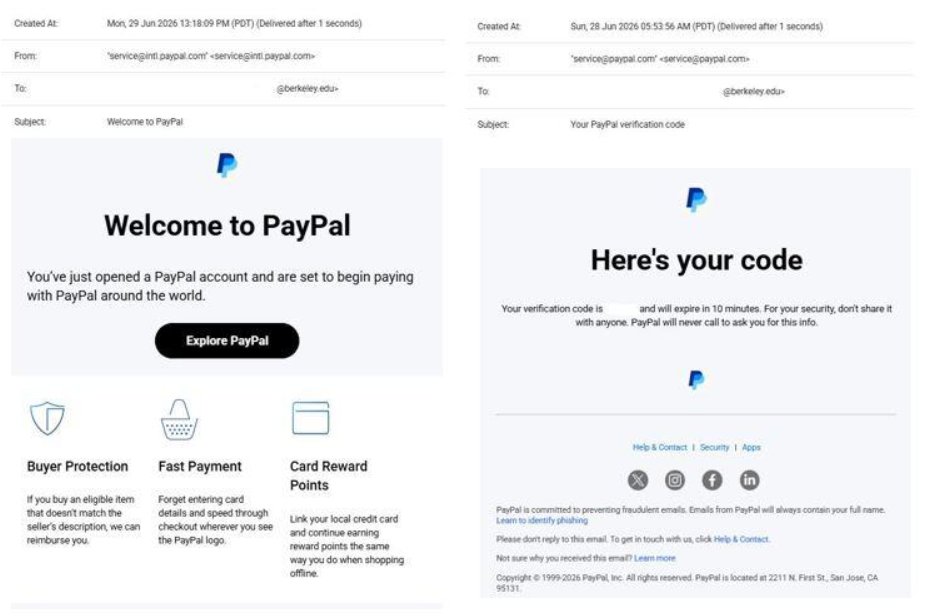 Created At:
Mon, 29 Jun 2026 13:18:09 PM (PDT) (Delivered after 1 seconds)
From:
"service@intl.paypal.com" <service@intl.paypal.com>
To:
@berkeley.edu>
Subject:
Welcome to PayPal
Welcome to PayPal
You've just opened a PayPal account and are set to begin paying
with PayPal around the world.
Explore PayPal
Buyer Protection
If you buy an eligible item
that doesn't match the
seller's description, we can
reimburse you.
Fast Payment
Forget entering card
details and speed through
checkout wherever you see
the PayPal logo.
Card Reward
Points
Link your local credit card
and continue earning
reward points the same
way you do when shopping
offline.
Created At:
Sun, 28 Jun 2026 05:53:56 AM (PDT) (Delivered after 1 seconds)
From:
"service@paypal.com" <service@paypal.com>
To:
@berkeley.edu>
Subject:
Your PayPal verification code
Here's your code
Your verification code is and will expire in 10 minutes. For your security, don't share it
with anyone. PayPal will never call to ask you for this info.
Help & Contact | Security | Apps
PayPal is committed to preventing fraudulent emails. Emails from PayPal will always contain your full name.
Learn to identify phishing
Please don't reply to this email. To get in touch with us, click Help & Contact.
Not sure why you received this email? Learn more
Copyright © 1999-2026 PayPal, Inc. All rights reserved. PayPal is located at 2211 N. First St., San Jose, CA
95131.